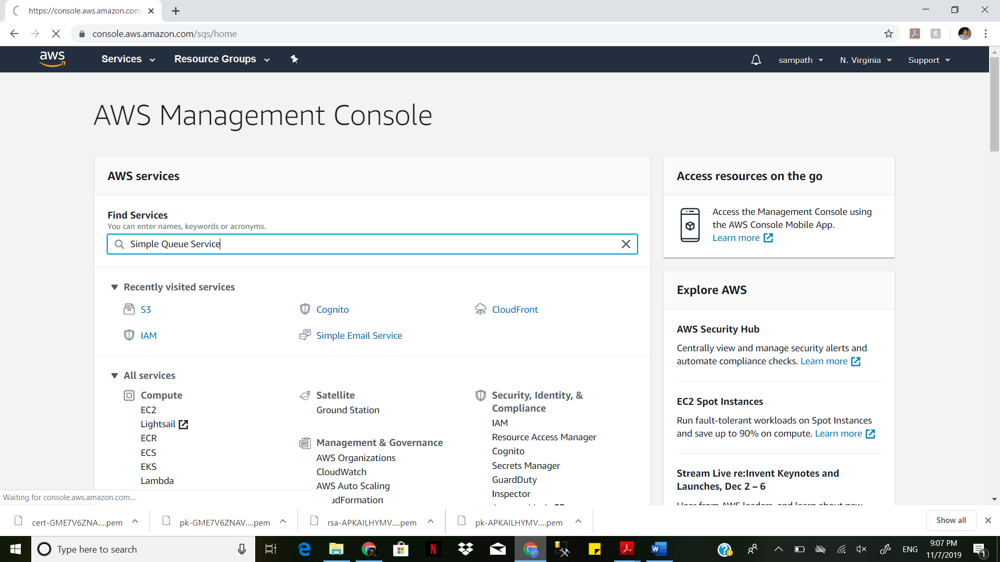 https://console.aws.amazon.com
console.aws.amazon.com/sqs/home
aws
Services
Resource Groups
sampath
N. Virginia
Support
AWS Management Console
AWS services
Find Services
You can enter names, keywords or acronyms.
Simple Queue Service
Recently visited services
S3
Cognito
CloudFront
IAM
Simple Email Service
All services
Compute
EC2
Lightsail
ECR
ECS
EKS
Lambda
Satellite
Ground Station
Management & Governance
AWS Organizations
CloudWatch
AWS Auto Scaling
udFormation
Security, Identity, &
Compliance
IAM
Resource Access Manager
Cognito
Secrets Manager
GuardDuty
Inspector
Access resources on the go
Access the Management Console using
the AWS Console Mobile App.
Learn more
Explore AWS
AWS Security Hub
Centrally view and manage security alerts and
automate compliance checks. Learn more
EC2 Spot Instances
Run fault-tolerant workloads on Spot Instances
and save up to 90% on compute. Learn more
Stream Live re:Invent Keynotes and
Launches, Dec 2 – 6
Hear from AWS leaders, and learn about new
Waiting for console.aws.amazon.com...
cert-GME7V6ZNA....pem
pk-GME7V6ZNAV....pem
rsa-APKAILHYMV....pem
pk-APKAILHYMV....pem
Show all
Type here to search
ENG
9:07 PM
11/7/2019
1